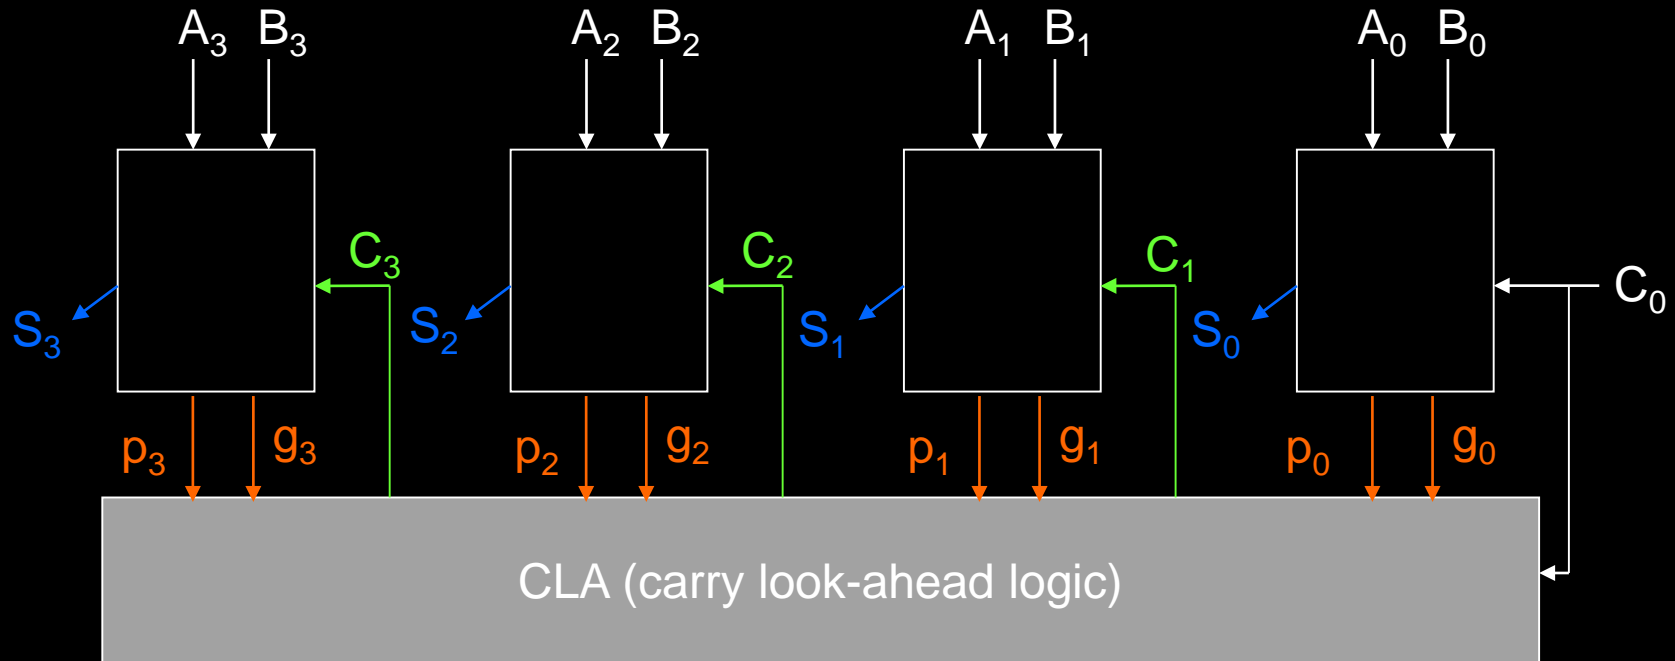 A₃ B₃ A₂ B₂ A₁ B₁ A₀ B₀
C₃ C₂ C₁ C₀
S₃ S₂ S₁ S₀
p₃ g₃ p₂ g₂ p₁ g₁ p₀ g₀
CLA (carry look-ahead logic)